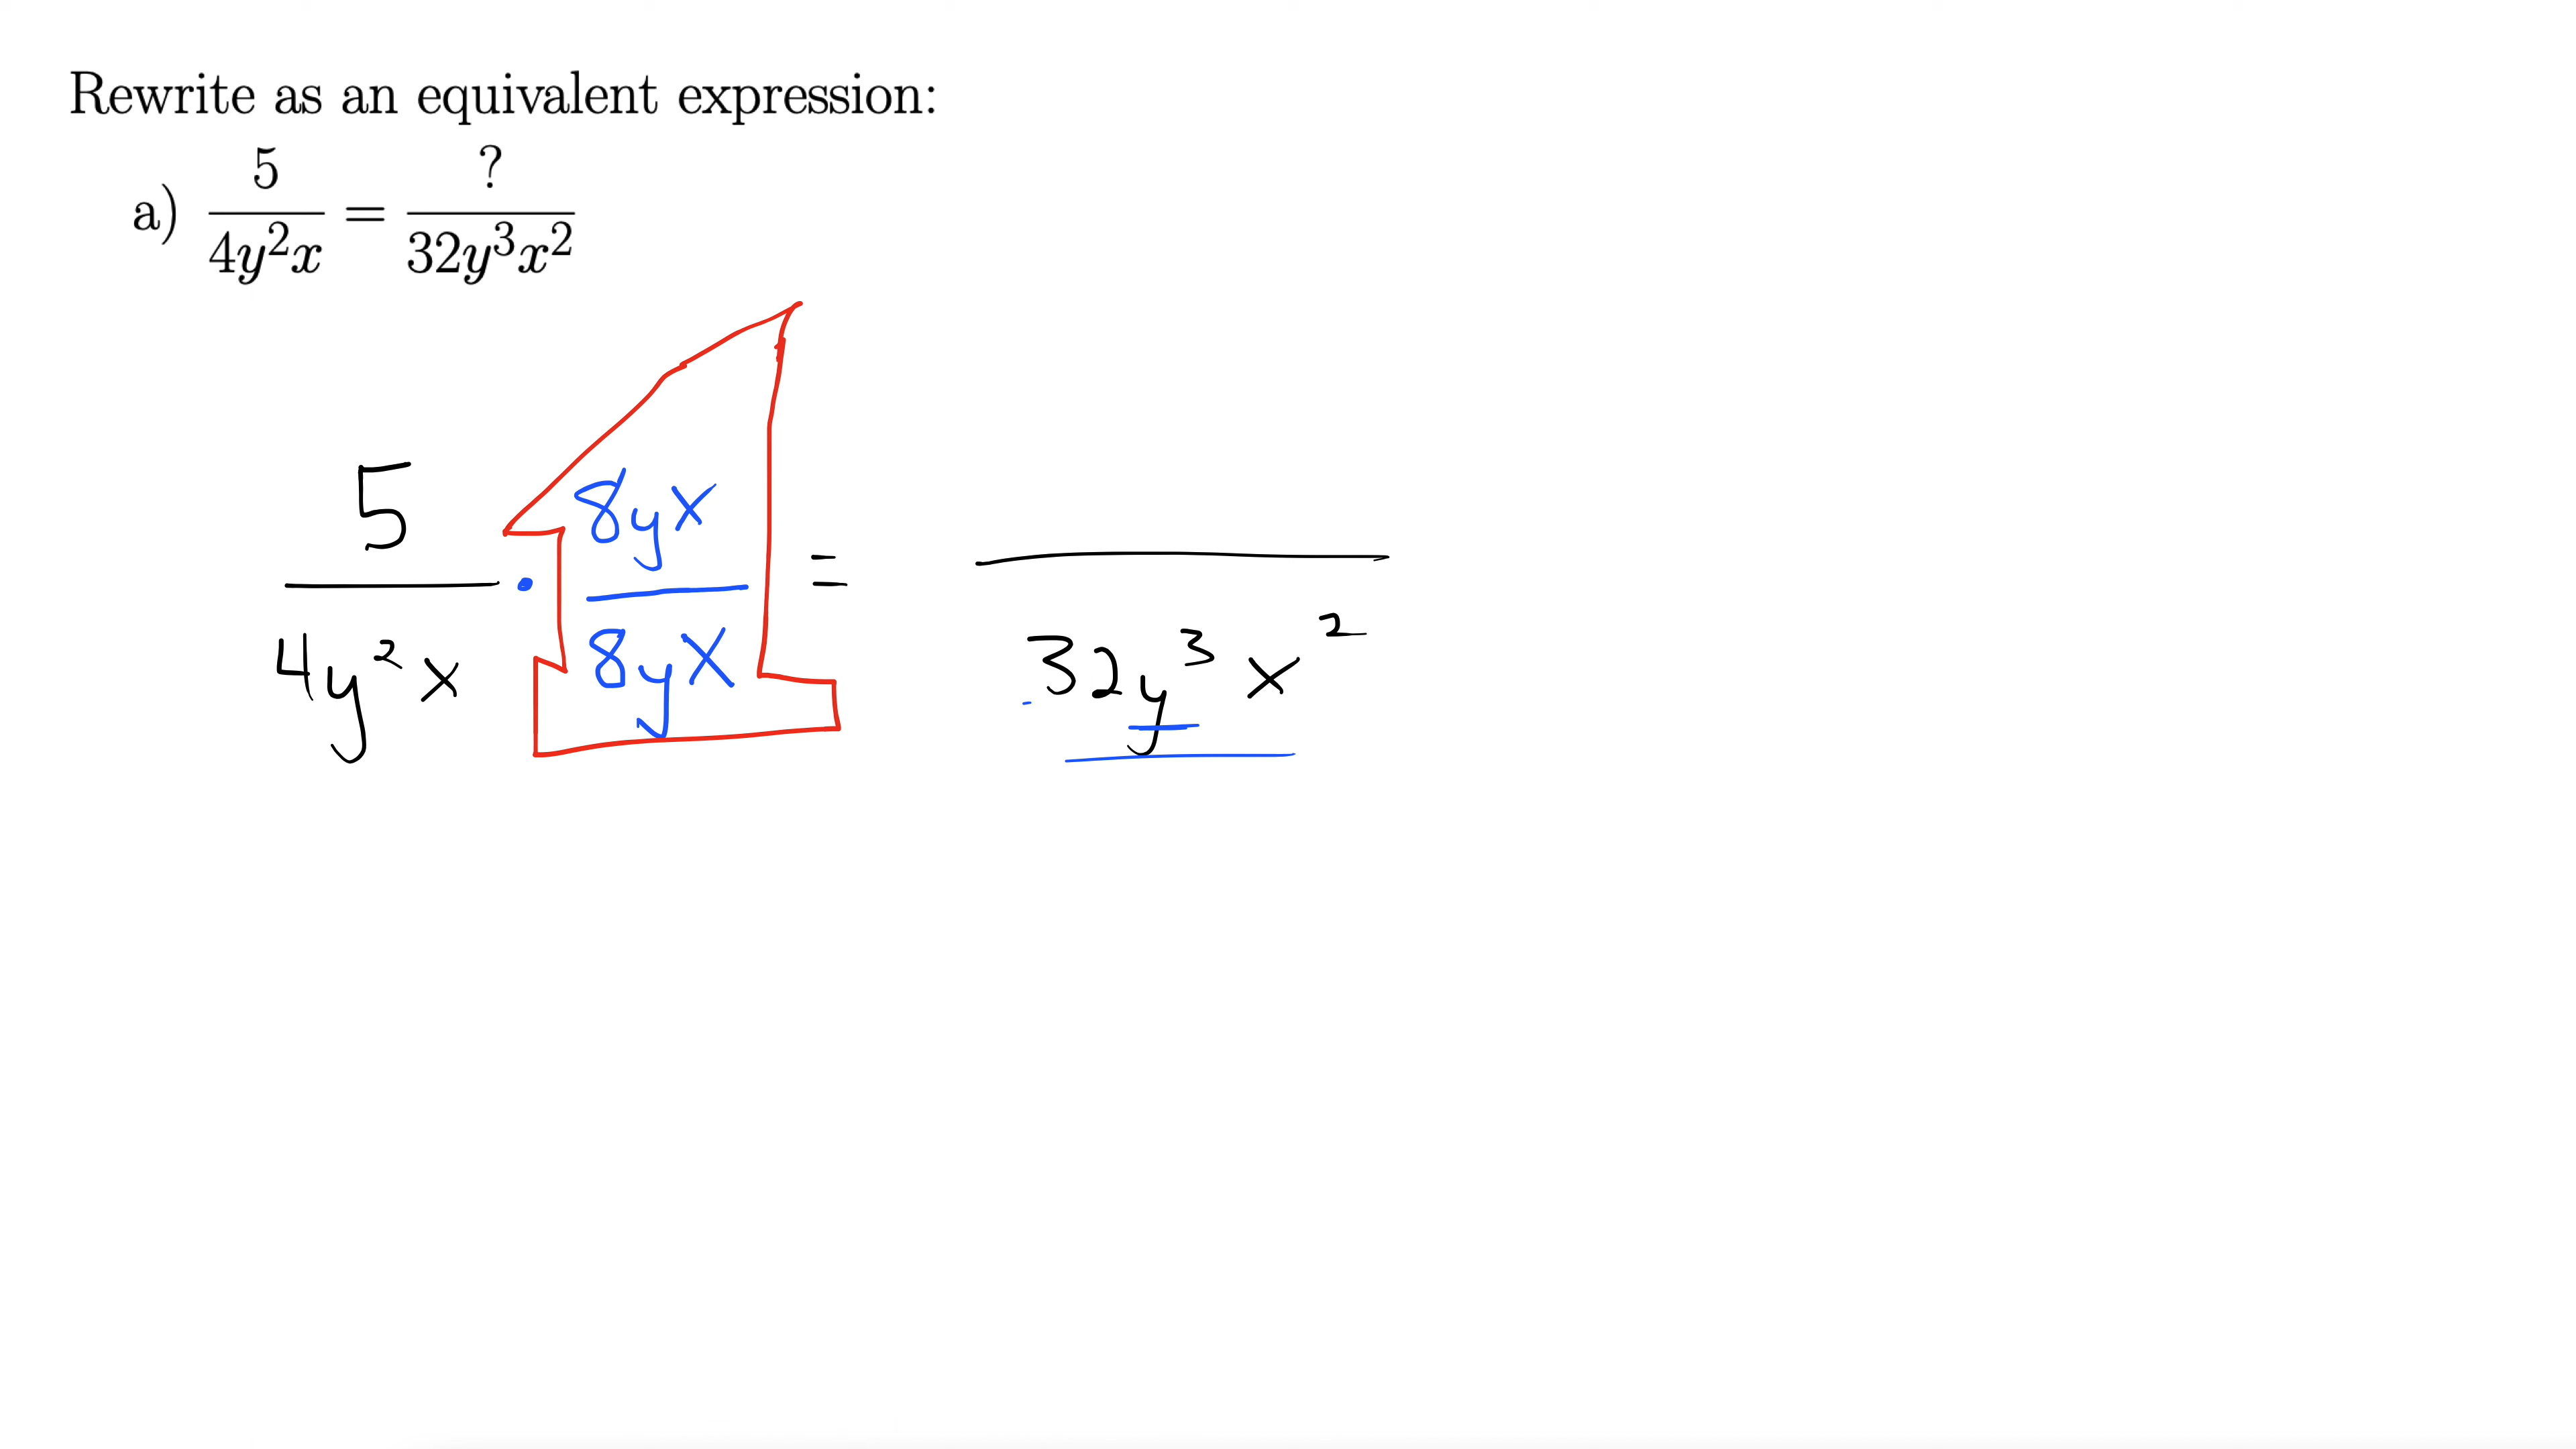 Rewrite as an equivalent expression:
a) 5/(4y²x) = ?/(32y³x²)
5/(4y²x) · 8yx/(8yx) = /(32y³x²)